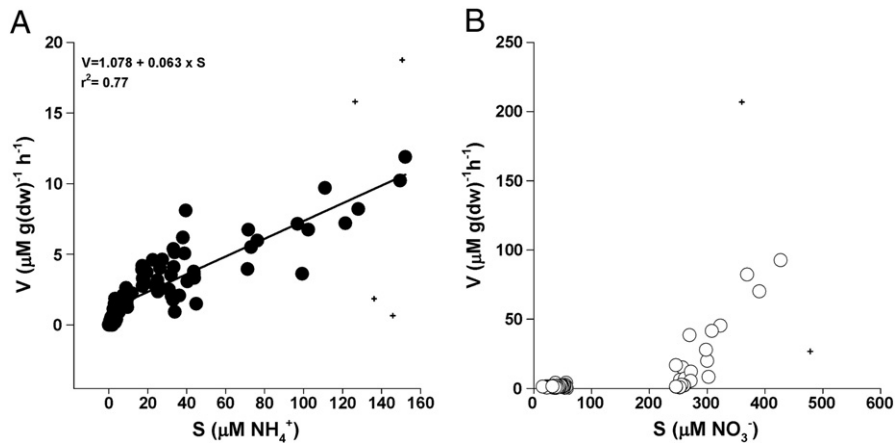 A
V=1.078 + 0.063 x S
r²= 0.77
V (µM g(dw)⁻¹ h⁻¹)
20
15
10
5
0
0 20 40 60 80 100 120 140 160
S (µM NH₄⁺)
B
V (µM g(dw)⁻¹h⁻¹)
250
200
150
100
50
0
0 100 200 300 400 500 600
S (µM NO₃⁻)